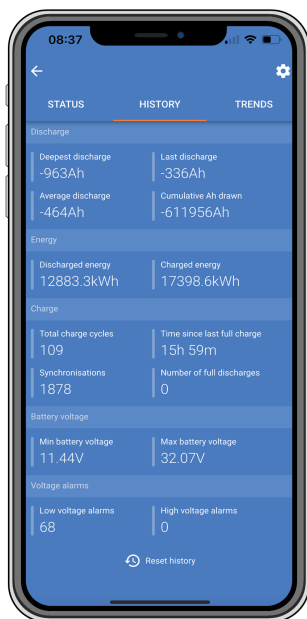 08:37
STATUS HISTORY TRENDS
Discharge
Deepest discharge Last discharge
-963Ah -336Ah
Average discharge Cumulative Ah drawn
-464Ah -611956Ah
Energy
Discharged energy Charged energy
12883.3kWh 17398.6kWh
Charge
Total charge cycles Time since last full charge
109 15h 59m
Synchronisations Number of full discharges
1878 0
Battery voltage
Min battery voltage Max battery voltage
11.44V 32.07V
Voltage alarms
Low voltage alarms High voltage alarms
68 0
Reset history